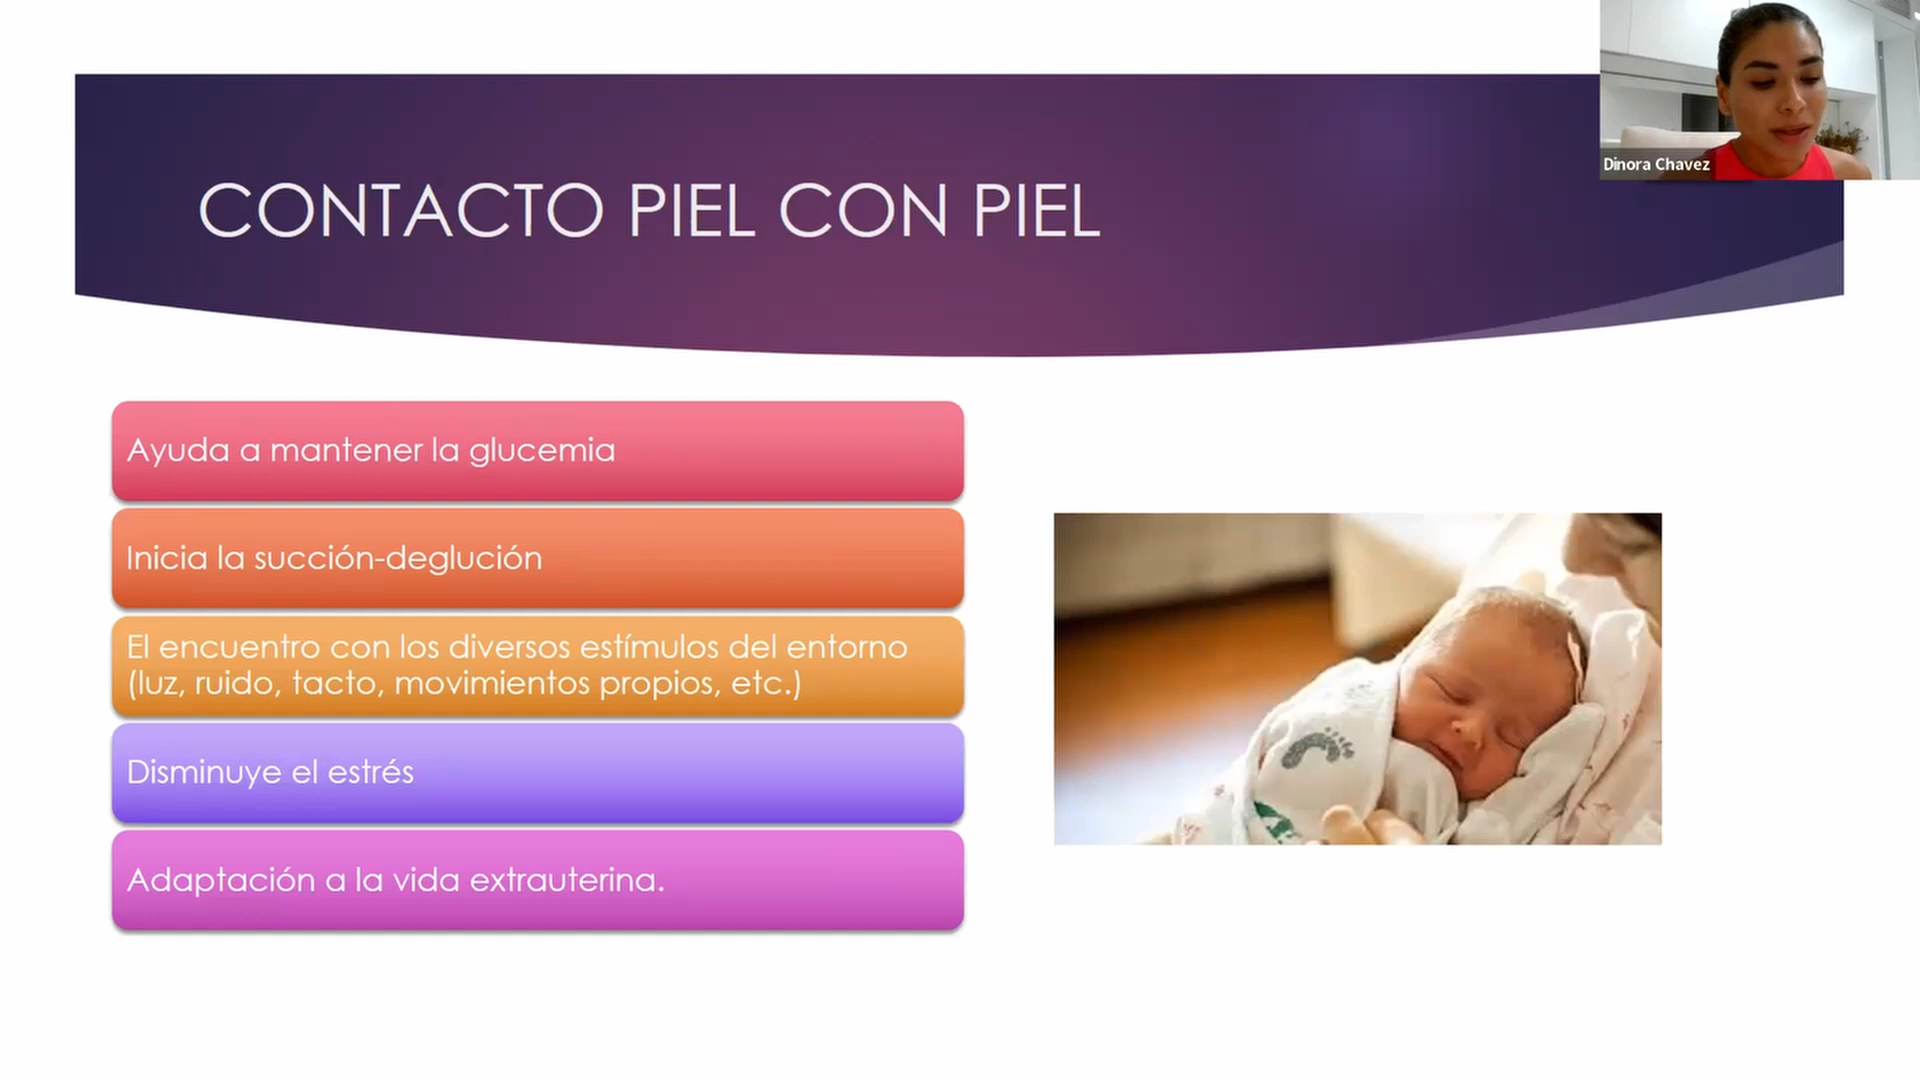 CONTACTO PIEL CON PIEL
Dinora Chavez
Ayuda a mantener la glucemia
Inicia la succión-deglución
El encuentro con los diversos estímulos del entorno
(luz, ruido, tacto, movimientos propios, etc.)
Disminuye el estrés
Adaptación a la vida extrauterina.